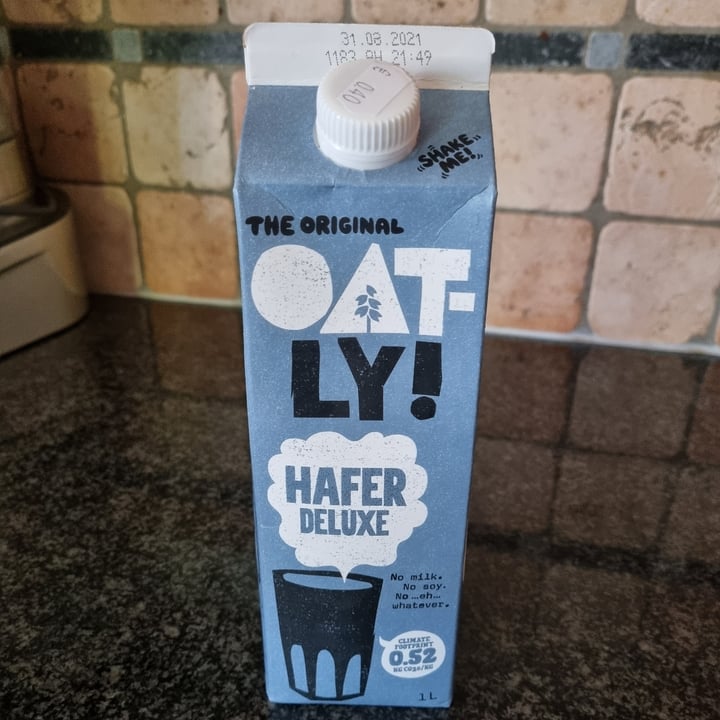 31.08.2021
1183 AH 21:49
040
SHAKE
ME!
THE ORIGINAL
OAT-
LY!
HAFER
DELUXE
No milk.
No soy.
No ...eh...
whatever.
CLIMATE
FOOTPRINT
0.52
KG CO2e/KG
1 L